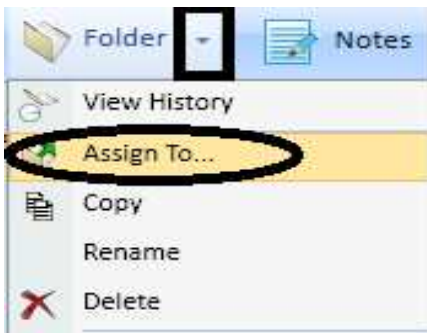 Folder Notes
View History
Assign To...
Copy
Rename
Delete